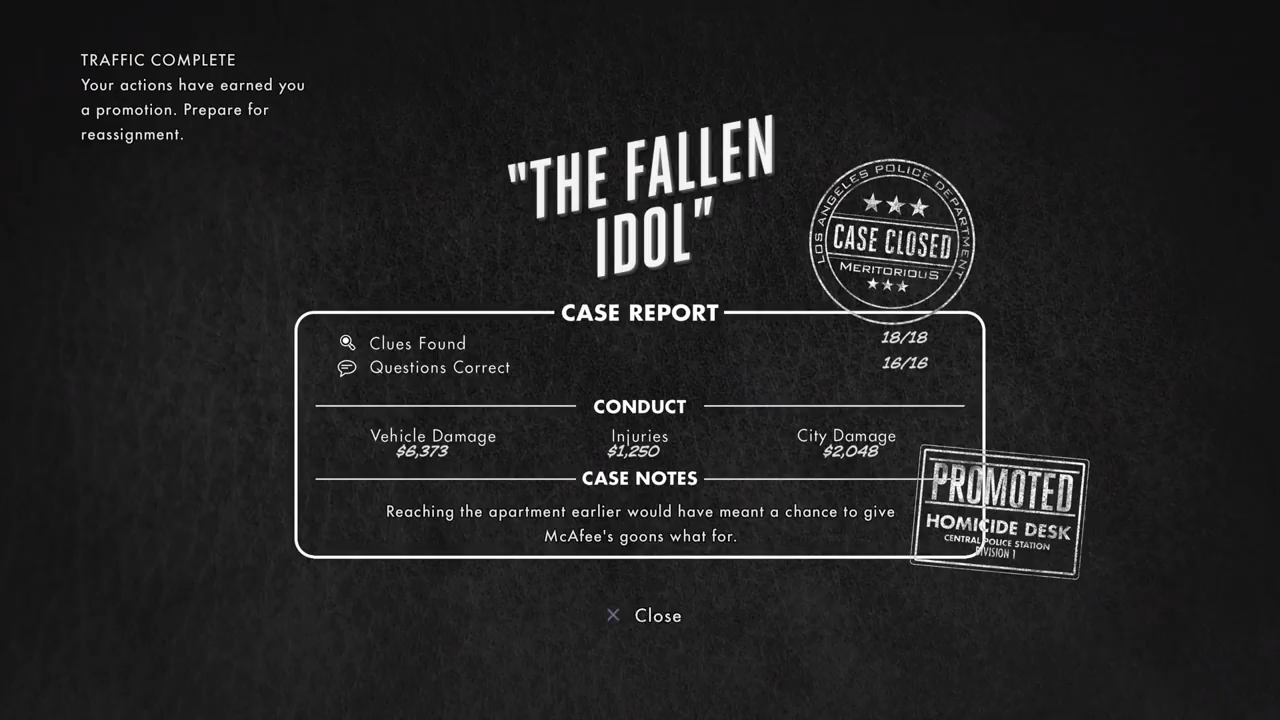 TRAFFIC COMPLETE
Your actions have earned you
a promotion. Prepare for
reassignment.
"THE FALLEN
IDOL"
LOS ANGELES POLICE DEPARTMENT
CASE CLOSED
MERITORIOUS
CASE REPORT
Clues Found 18/18
Questions Correct 16/16
CONDUCT
Vehicle Damage Injuries City Damage
$6,373 $1,250 $2,048
CASE NOTES
Reaching the apartment earlier would have meant a chance to give
McAfee's goons what for.
PROMOTED
HOMICIDE DESK
CENTRAL POLICE STATION
DIVISION 1
Close